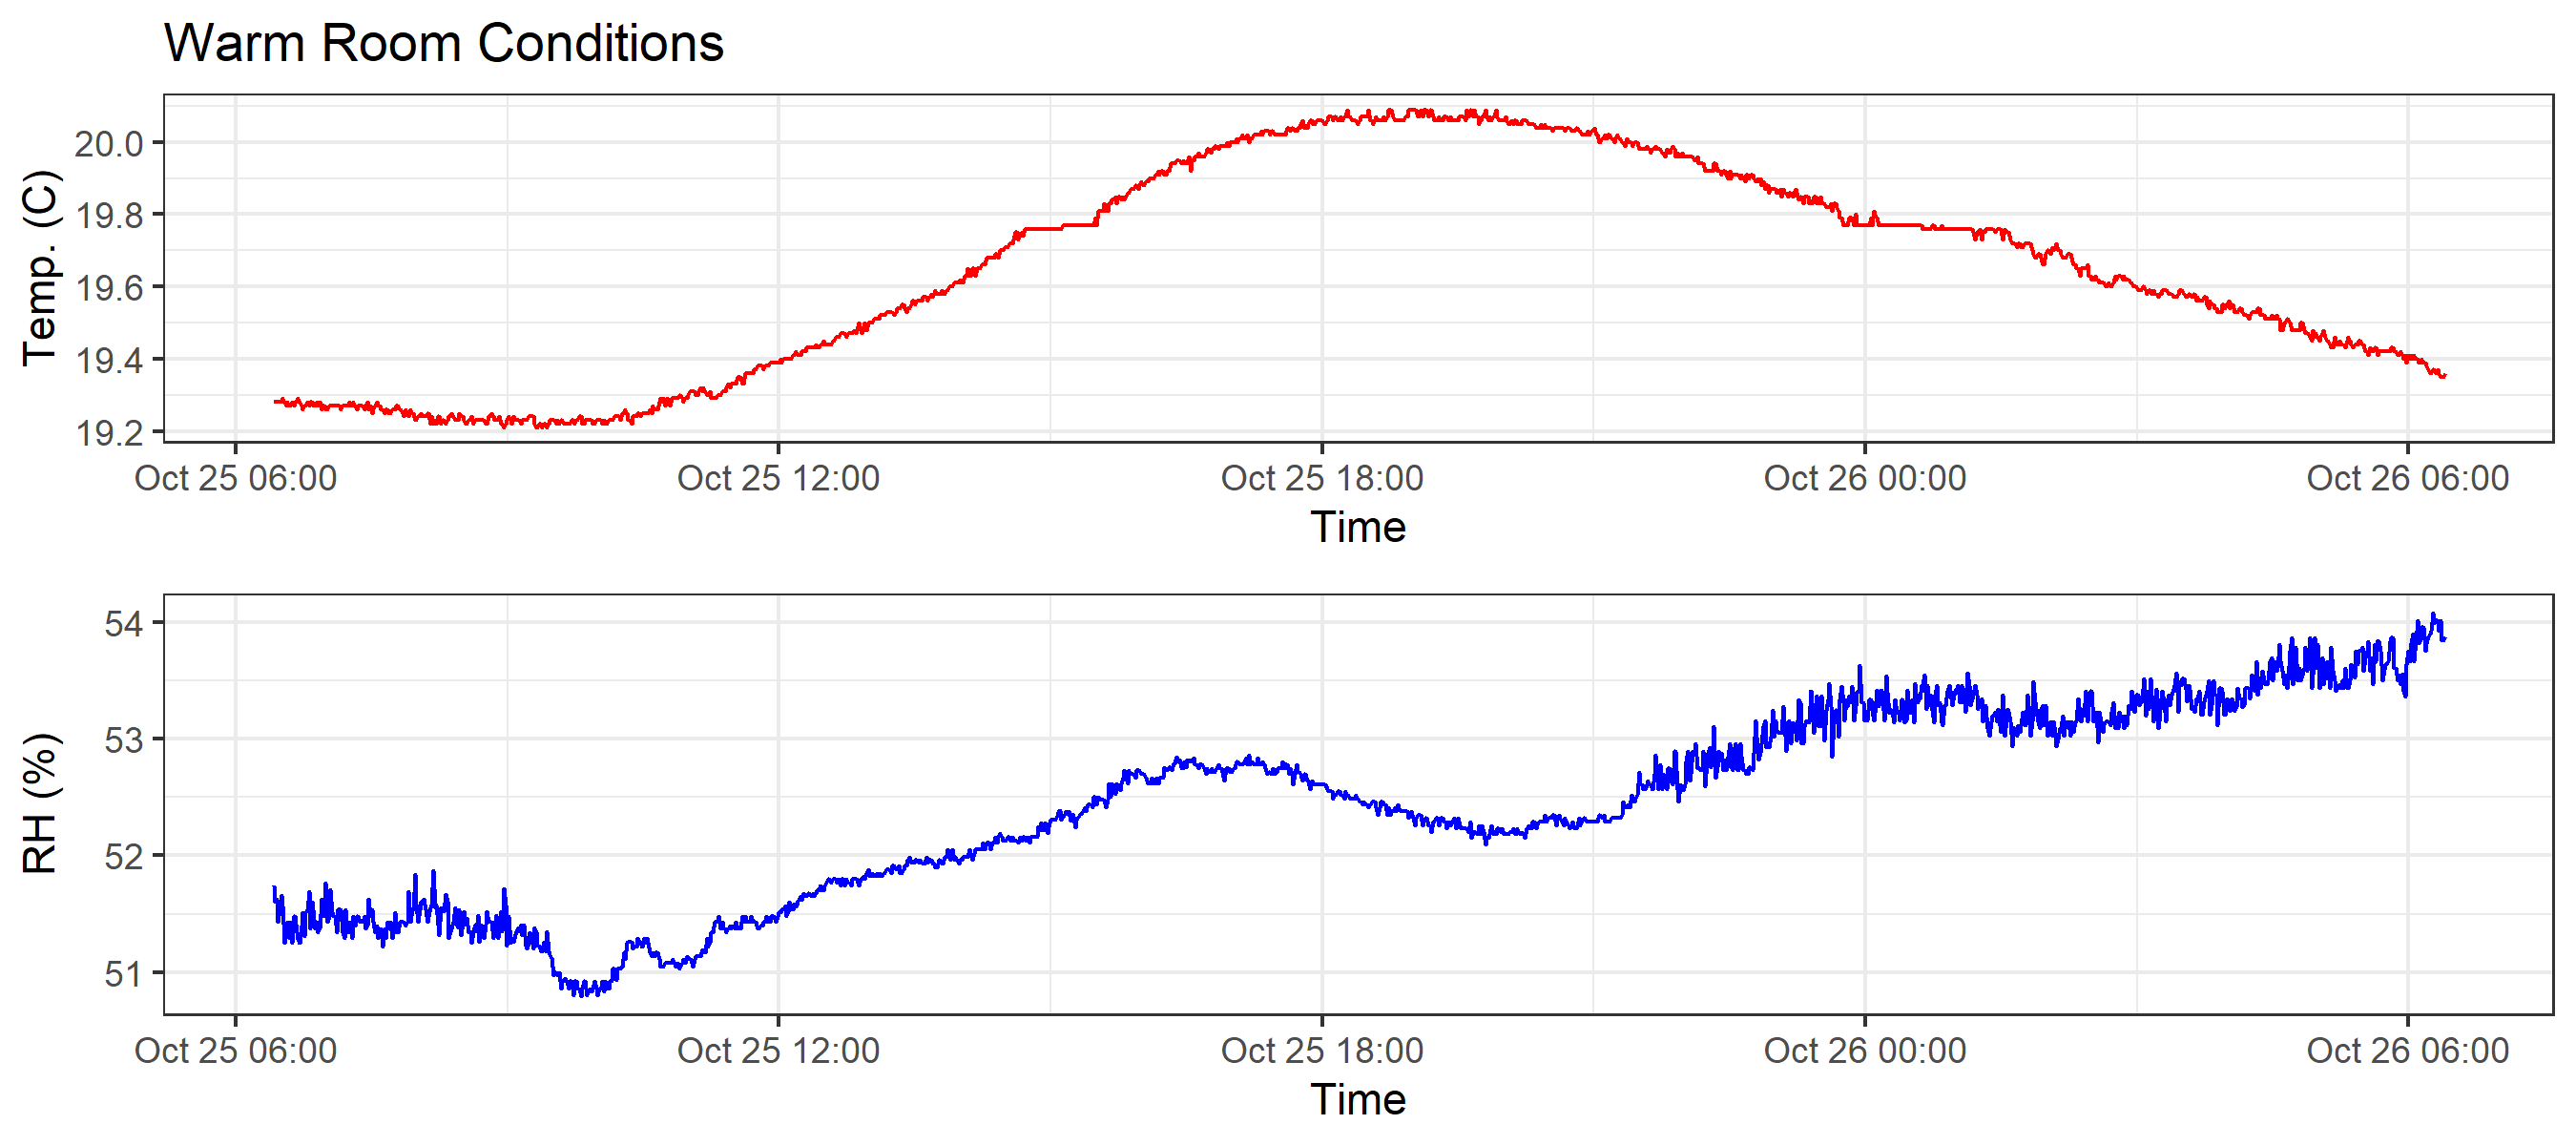 Warm Room Conditions
Temp. (C)
20.0
19.8
19.6
19.4
19.2
Oct 25 06:00 Oct 25 12:00 Oct 25 18:00 Oct 26 00:00 Oct 26 06:00
Time
RH (%)
54
53
52
51
Oct 25 06:00 Oct 25 12:00 Oct 25 18:00 Oct 26 00:00 Oct 26 06:00
Time